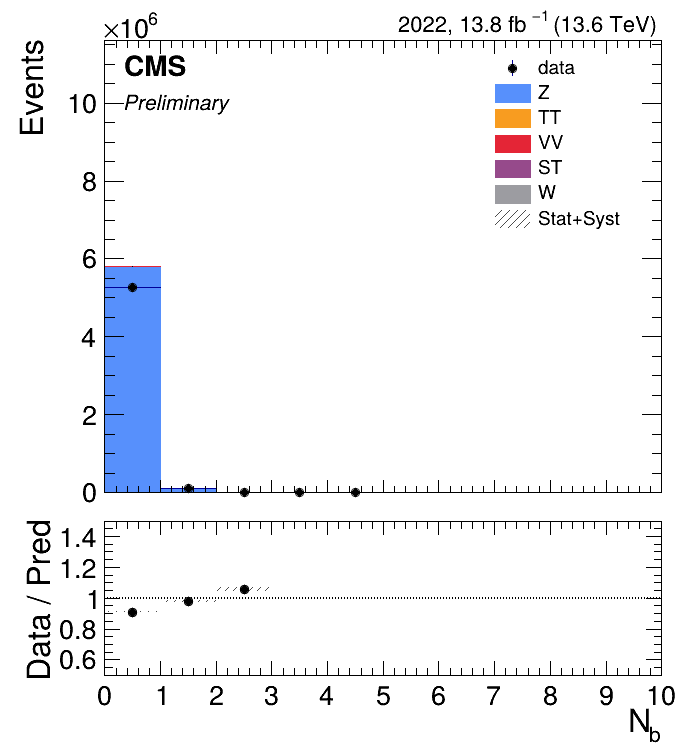 ×10⁶
2022, 13.8 fb⁻¹ (13.6 TeV)
Events
CMS
Preliminary
data
Z
TT
VV
ST
W
Stat+Syst
10
8
6
4
2
0
Data / Pred
1.4
1.2
1
0.8
0.6
0 1 2 3 4 5 6 7 8 9 10
N_b